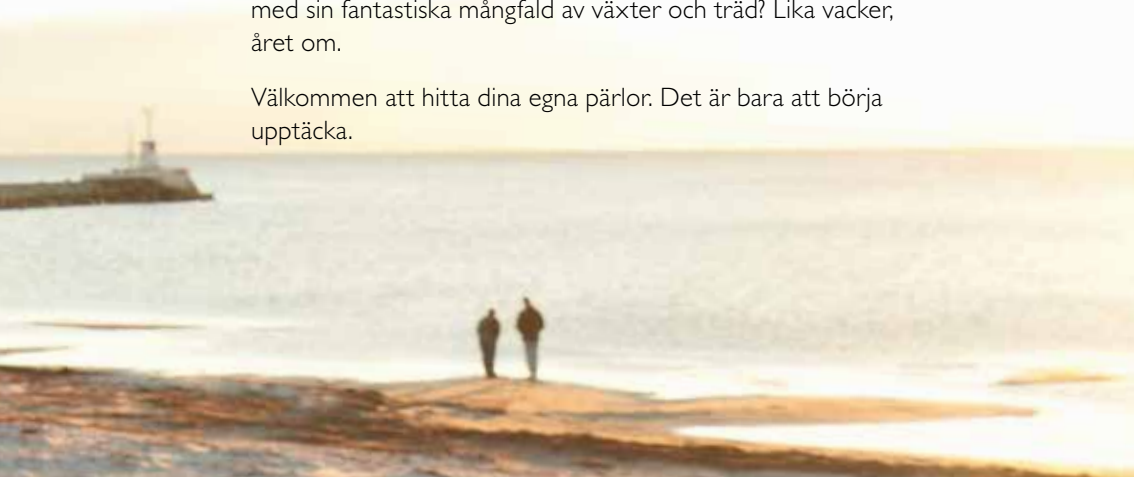 med sin fantastiska mångfald av växter och träd? Lika vacker,
året om.
Välkommen att hitta dina egna pärlor. Det är bara att börja
upptäcka.